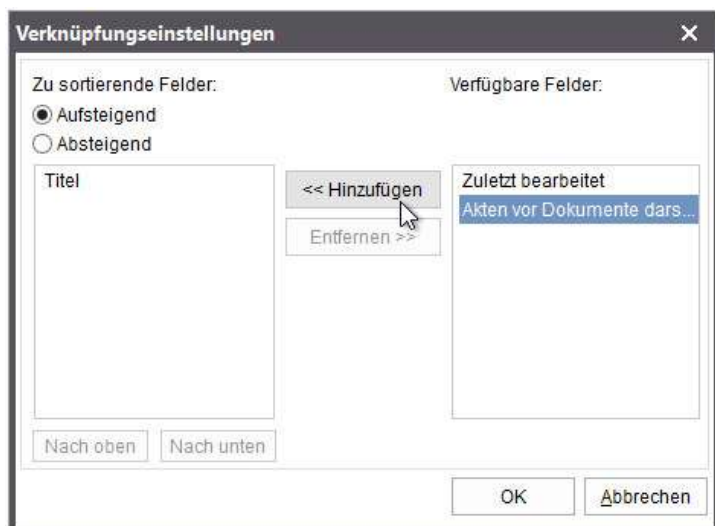 Verknüpfungseinstellungen
Zu sortierende Felder:
Verfügbare Felder:
Aufsteigend
Absteigend
Titel
<< Hinzufügen
Entfernen >>
Zuletzt bearbeitet
Akten vor Dokumente dars...
Nach oben
Nach unten
OK
Abbrechen